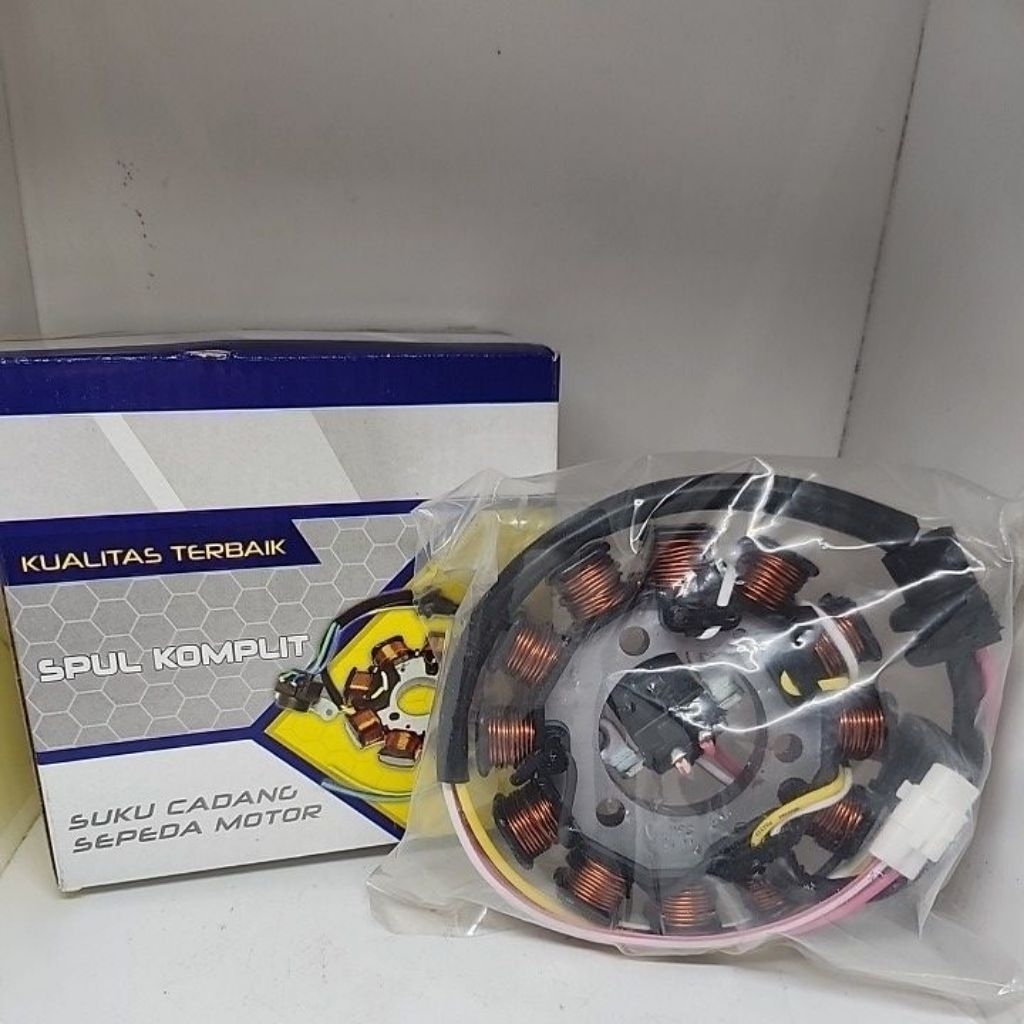 KUALITAS TERBAIK
SPUL KOMPLIT
SUKU CADANG
SEPEDA MOTOR